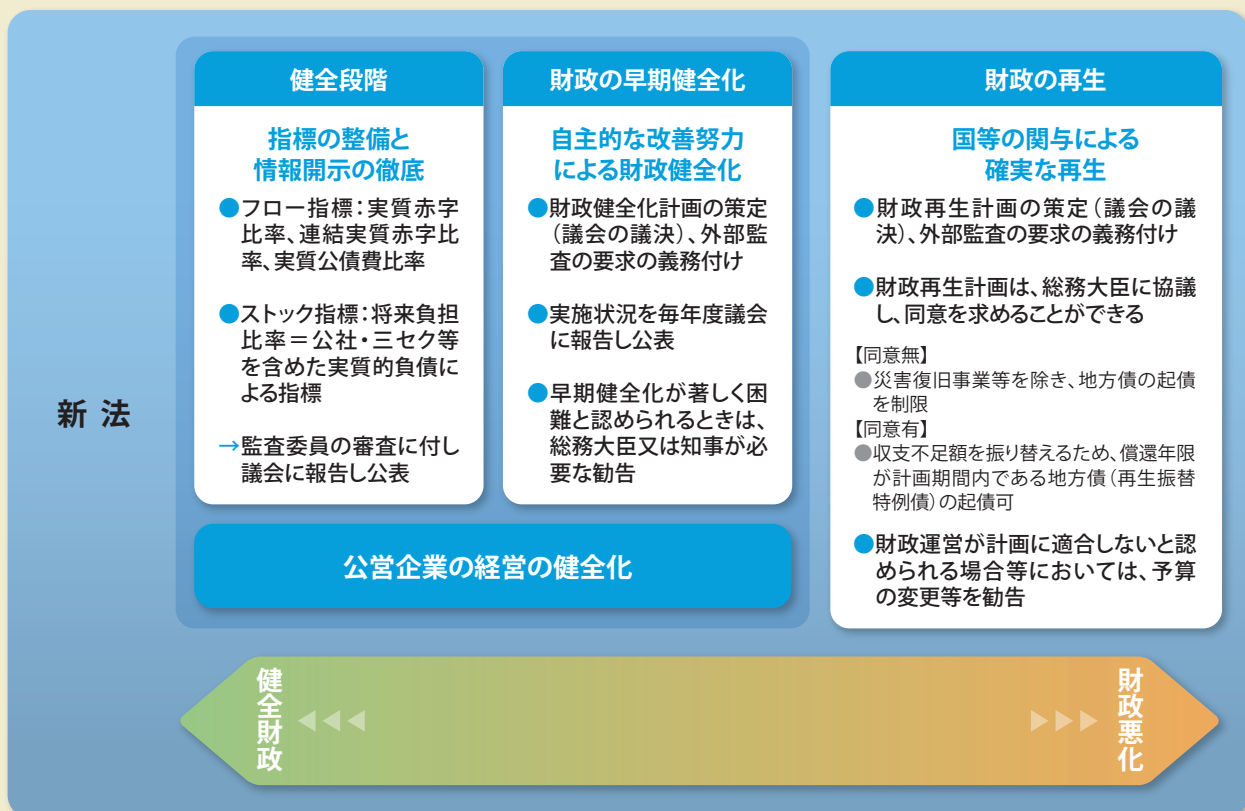 新法
健全段階
指標の整備と
情報開示の徹底
●フロー指標：実質赤字
比率、連結実質赤字比
率、実質公債費比率
●ストック指標：将来負担
比率＝公社・三セク等
を含めた実質的負債に
よる指標
→監査委員の審査に付し
議会に報告し公表
財政の早期健全化
自主的な改善努力
による財政健全化
●財政健全化計画の策定
（議会の議決）、外部監
査の要求の義務付け
●実施状況を毎年度議会
に報告し公表
●早期健全化が著しく困
難と認められるときは、
総務大臣又は知事が必
要な勧告
公営企業の経営の健全化
財政の再生
国等の関与による
確実な再生
●財政再生計画の策定（議会の議
決）、外部監査の要求の義務付け
●財政再生計画は、総務大臣に協議
し、同意を求めることができる
【同意無】
●災害復旧事業等を除き、地方債の起債
を制限
【同意有】
●収支不足額を振り替えるため、償還年限
が計画期間内である地方債（再生振替
特例債）の起債可
●財政運営が計画に適合しないと認
められる場合等においては、予算
の変更等を勧告
健全財政
財政悪化